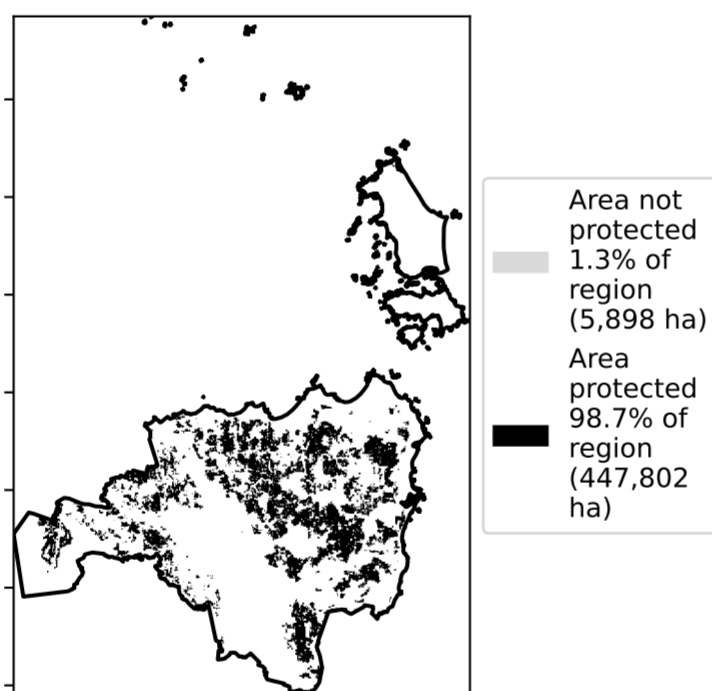 Area not
protected
1.3% of
region
(5,898 ha)
Area
protected
98.7% of
region
(447,802
ha)